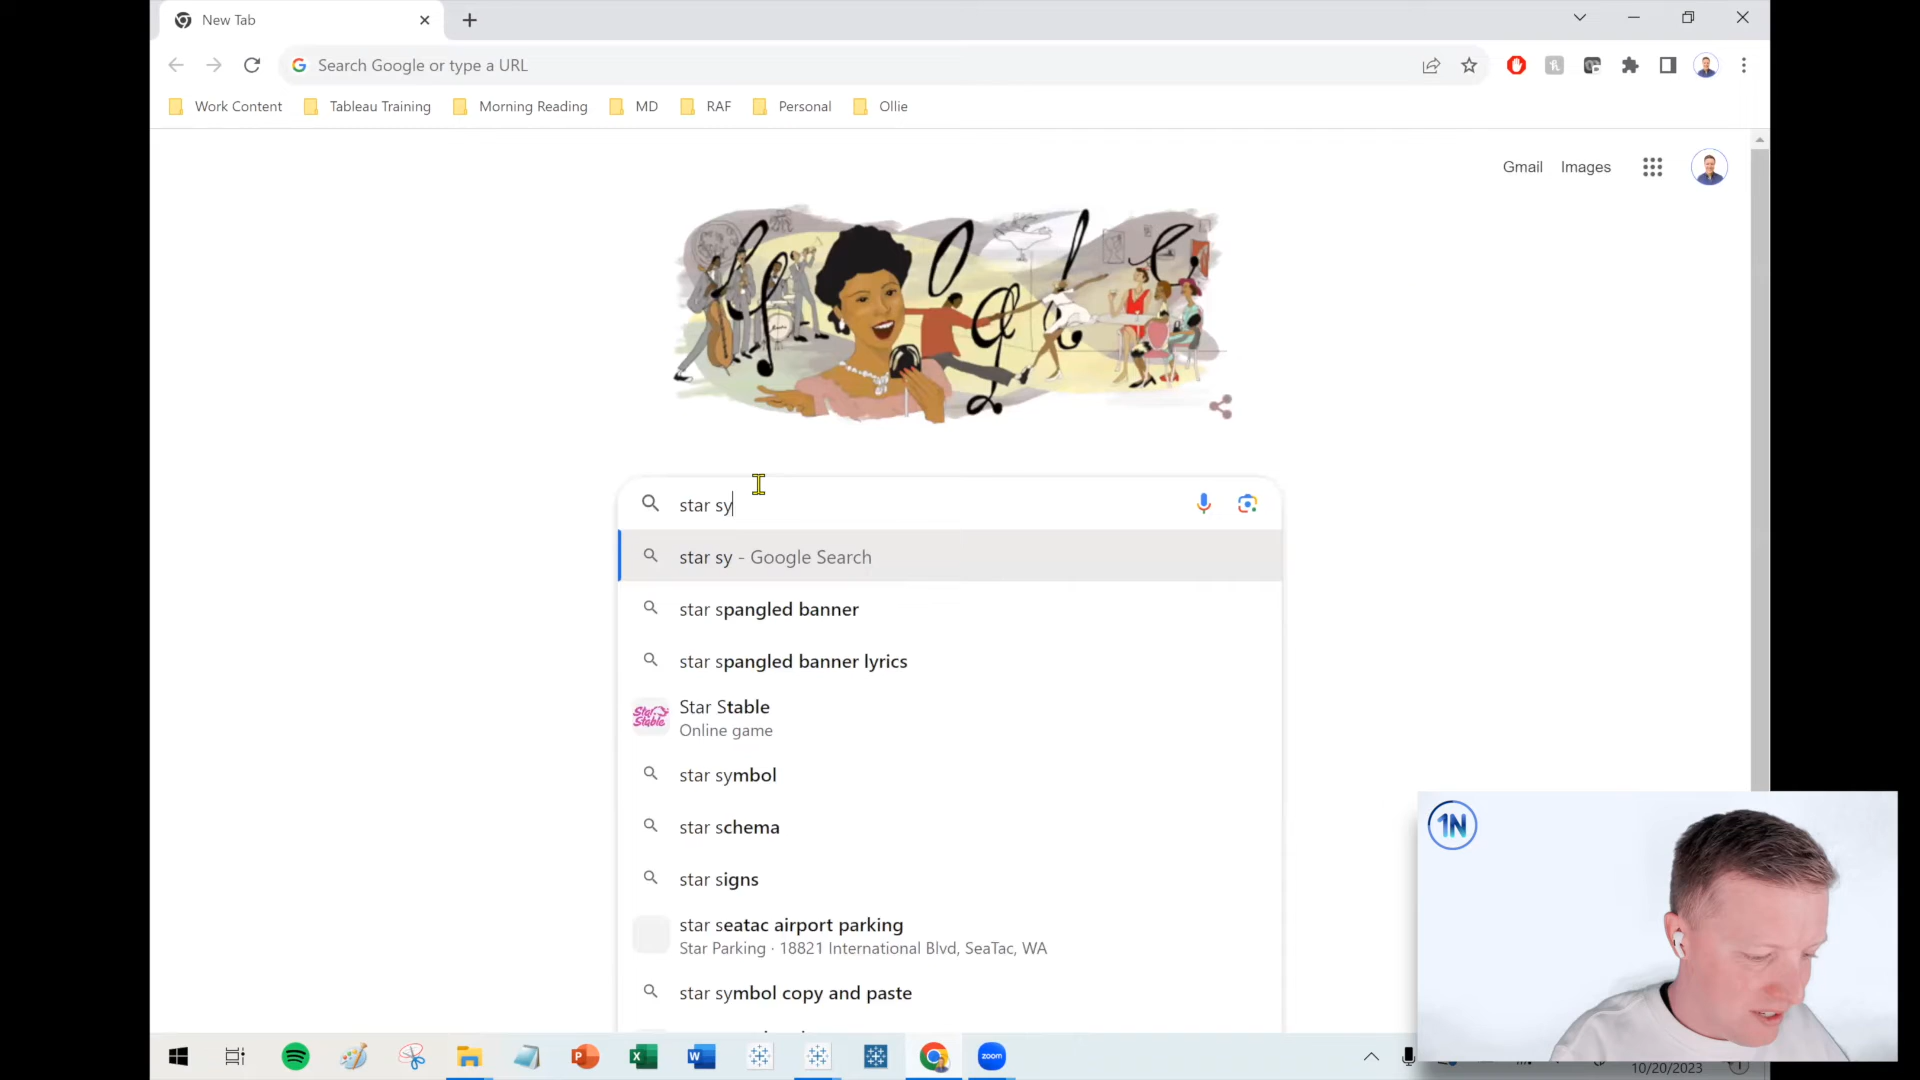 New Tab
Search Google or type a URL
Work Content
Tableau Training
Morning Reading
MD
RAF
Personal
Ollie
Gmail
Images
star sy
star sy - Google Search
star spangled banner
star spangled banner lyrics
Star Stable
Star Stable
Online game
star symbol
star schema
star signs
star seatac airport parking
Star Parking · 18821 International Blvd, SeaTac, WA
star symbol copy and paste
1N
zoom
10/20/2023